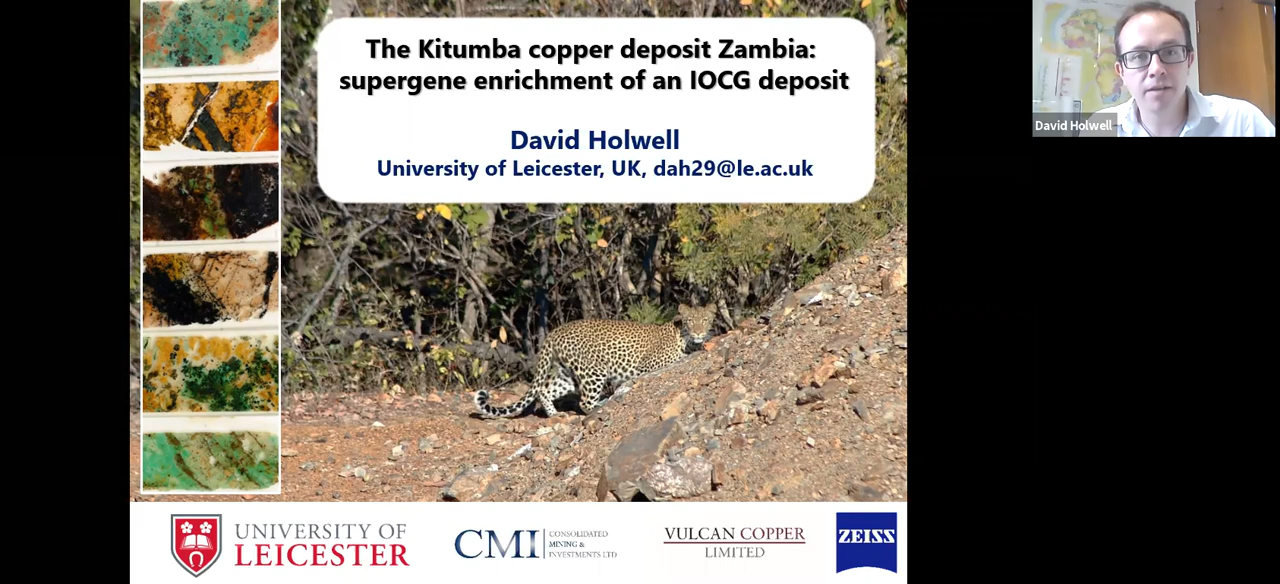 The Kitumba copper deposit Zambia:
supergene enrichment of an IOCG deposit
David Holwell
University of Leicester, UK, dah29@le.ac.uk
David Holwell
UNIVERSITY OF
LEICESTER
CMI
CONSOLIDATED
MINING &
INVESTMENTS LTD
VULCAN COPPER
LIMITED
ZEISS